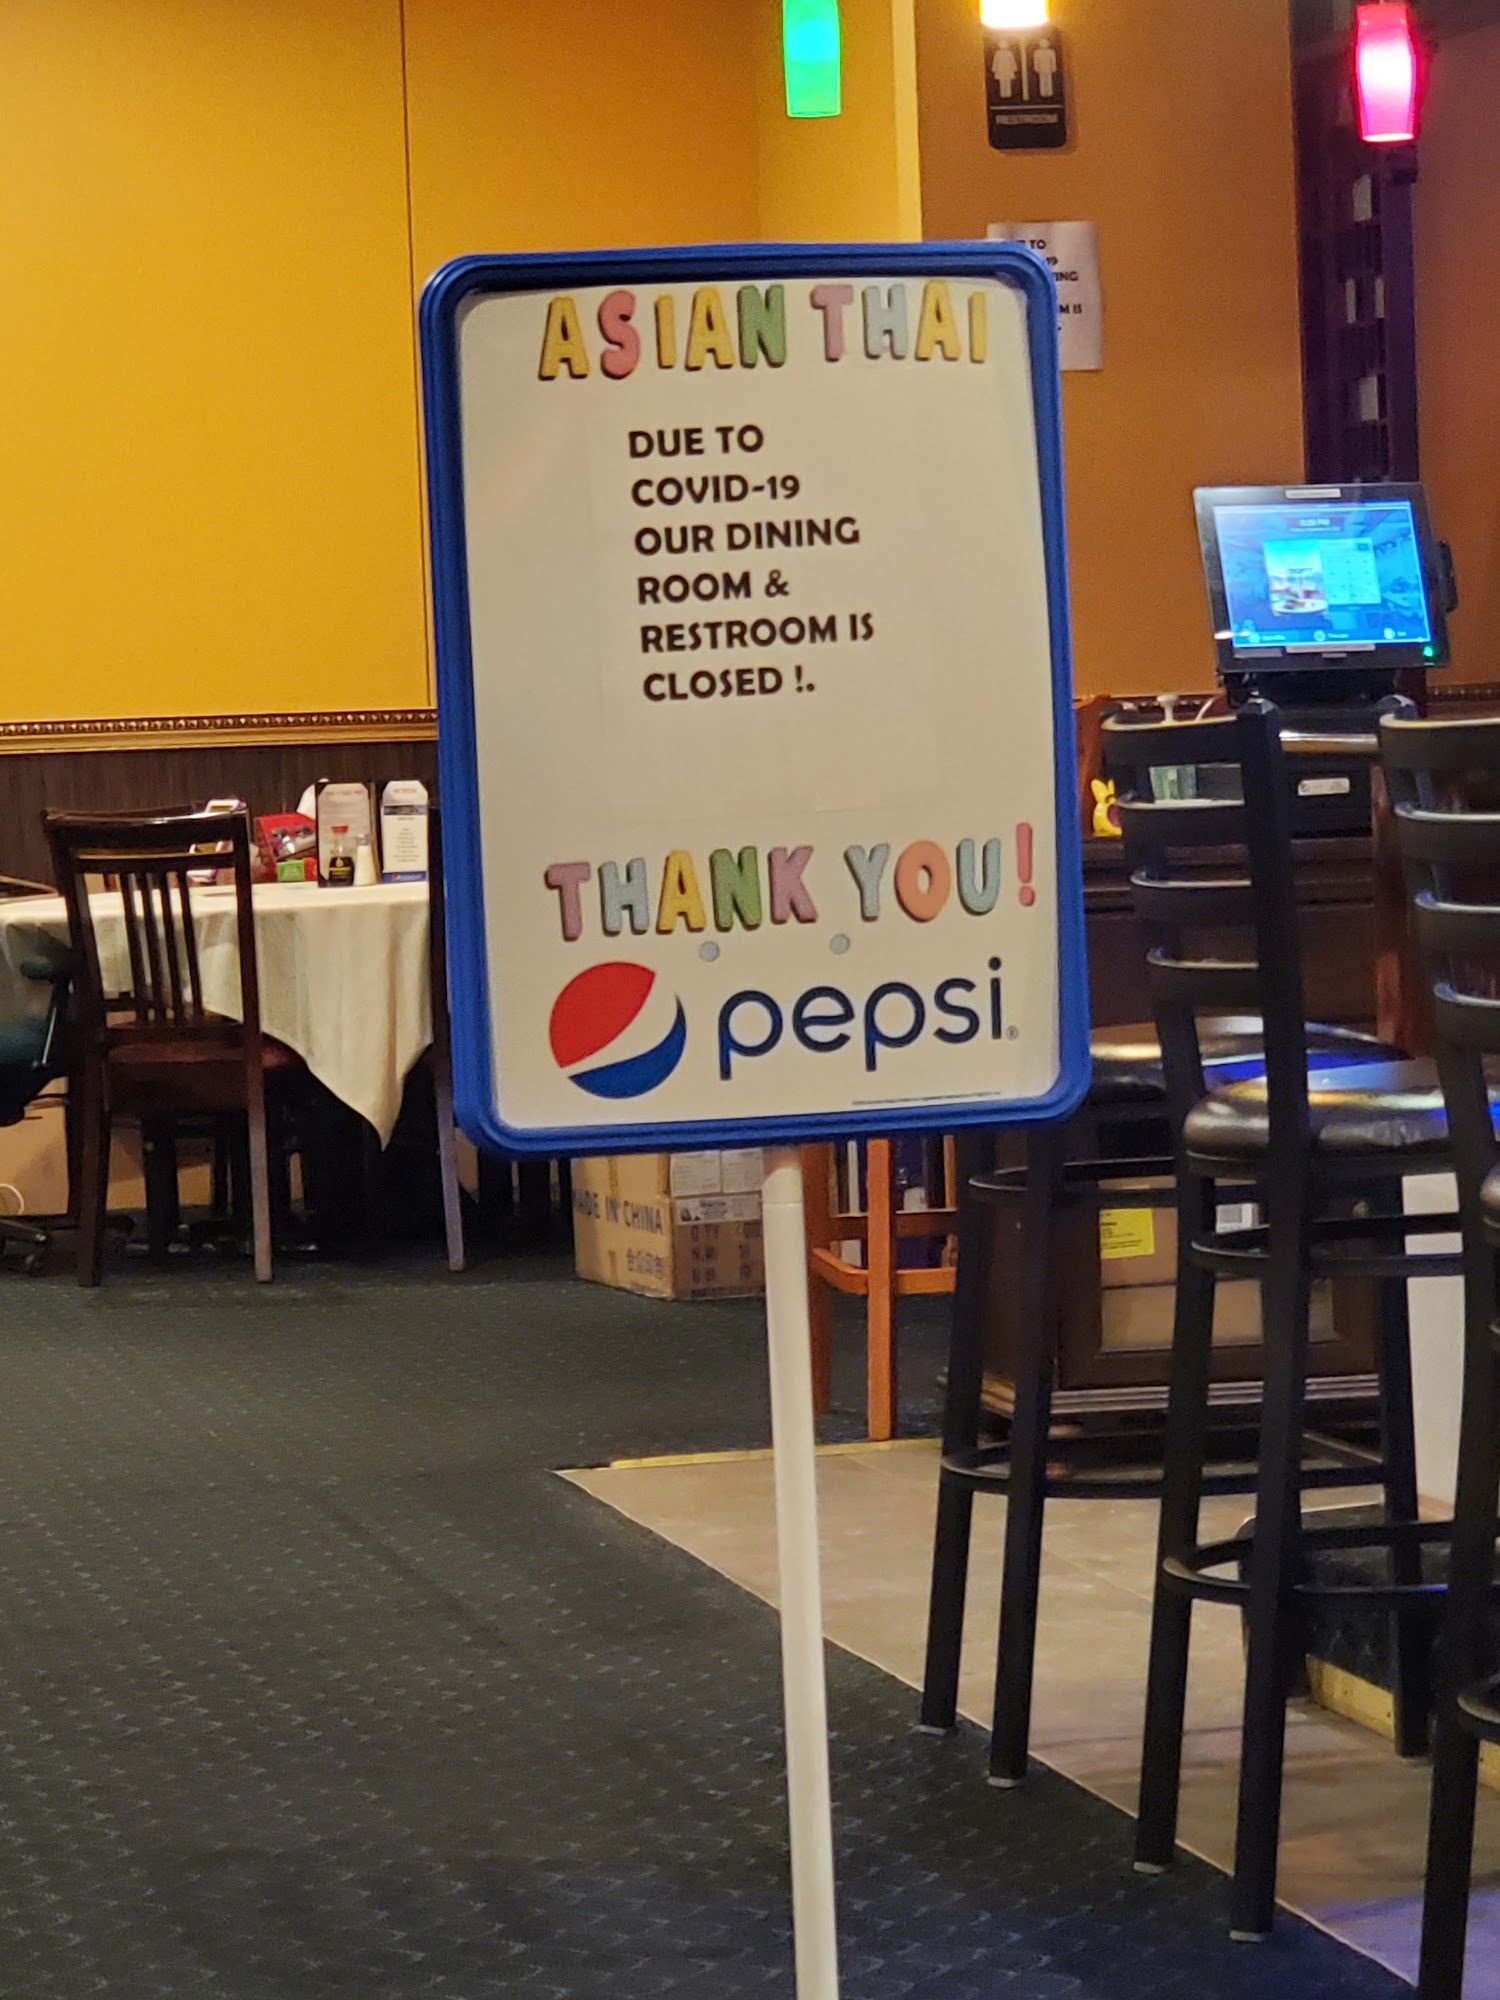 RESTROOM
TO
ASIAN THAI
DUE TO
COVID-19
OUR DINING
ROOM &
RESTROOM IS
CLOSED !.
THANK YOU!
pepsi®
MADE IN CHINA